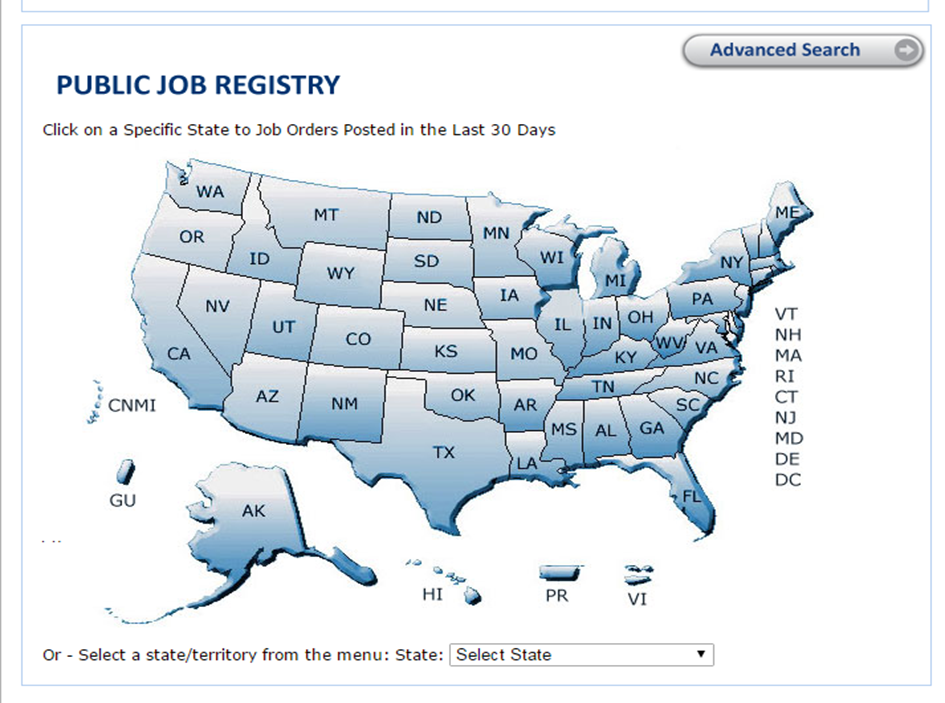 Advanced Search
PUBLIC JOB REGISTRY
Click on a Specific State to Job Orders Posted in the Last 30 Days
WA
MT
ND
MN
ME
OR
ID
WY
SD
WI
MI
NY
NV
UT
CO
NE
IA
IL
IN
OH
PA
VT
NH
MA
RI
CT
NJ
MD
DE
DC
CA
KS
MO
KY
WV
VA
AZ
NM
OK
AR
TN
NC
SC
MS
AL
GA
TX
LA
FL
CNMI
GU
AK
HI
PR
VI
Or - Select a state/territory from the menu: State: Select State